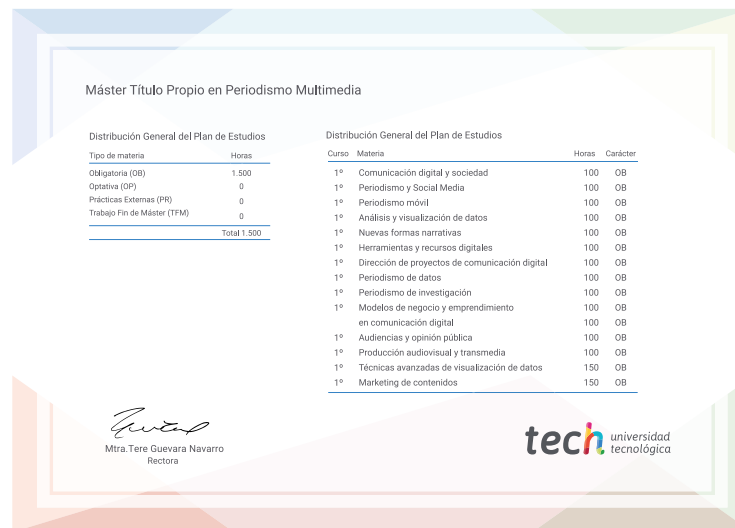 Máster Título Propio en Periodismo Multimedia
Distribución General del Plan de Estudios
Tipo de materia Horas
Obligatoria (OB) 1.500
Optativa (OP) 0
Prácticas Externas (PR) 0
Trabajo Fin de Máster (TFM) 0
Total 1.500
Distribución General del Plan de Estudios
Curso Materia Horas Carácter
1º Comunicación digital y sociedad 100 OB
1º Periodismo y Social Media 100 OB
1º Periodismo móvil 100 OB
1º Análisis y visualización de datos 100 OB
1º Nuevas formas narrativas 100 OB
1º Herramientas y recursos digitales 100 OB
1º Dirección de proyectos de comunicación digital 100 OB
1º Periodismo de datos 100 OB
1º Periodismo de investigación 100 OB
1º Modelos de negocio y emprendimiento 100 OB
en comunicación digital 100 OB
1º Audiencias y opinión pública 100 OB
1º Producción audiovisual y transmedia 100 OB
1º Técnicas avanzadas de visualización de datos 150 OB
1º Marketing de contenidos 150 OB
Mtra.Tere Guevara Navarro
Rectora
tech universidad
tecnológica